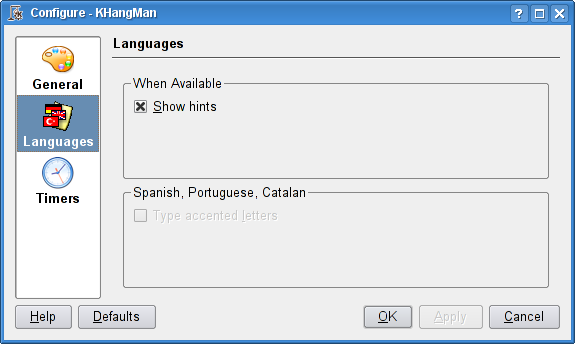 Configure - KHangMan
General
Languages
Timers
Languages
When Available
Show hints
Spanish, Portuguese, Catalan
Type accented letters
Help
Defaults
OK
Apply
Cancel